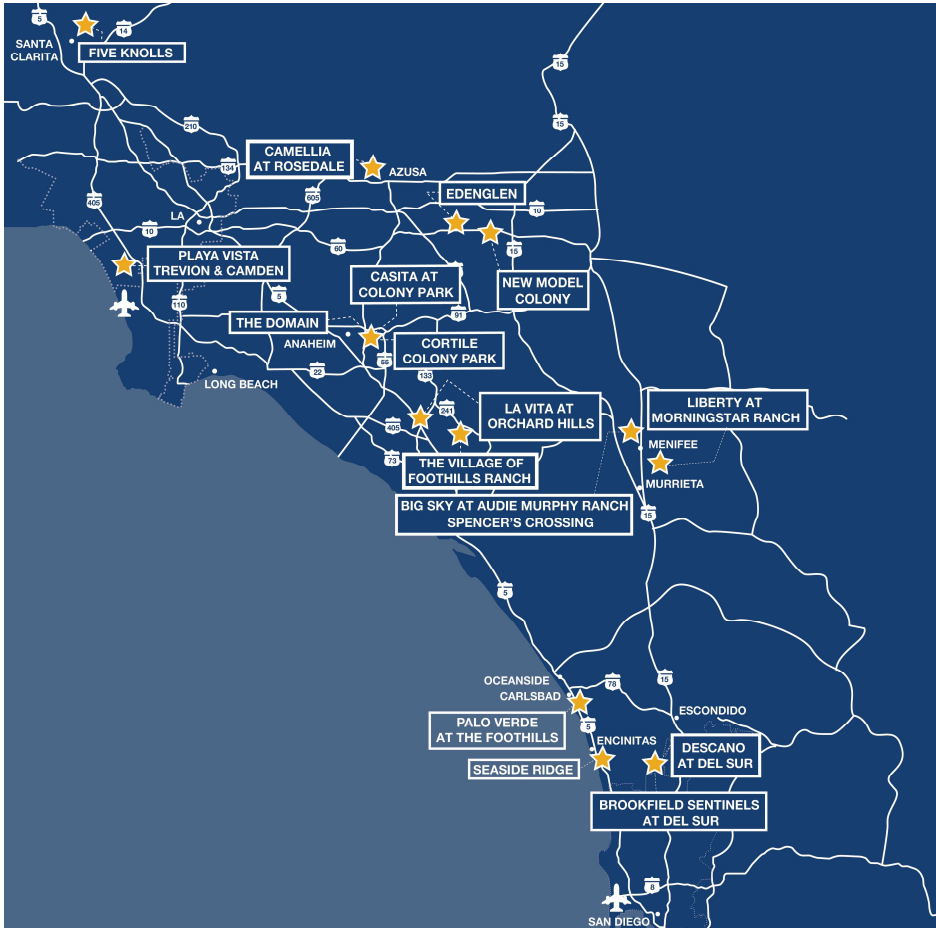 5
14
SANTA
CLARITA
FIVE KNOLLS
15
15
210
CAMELLIA
AT ROSEDALE
134
AZUSA
605
EDENGLEN
405
LA
10
10
60
15
PLAYA VISTA
TREVION & CAMDEN
CASITA AT
COLONY PARK
NEW MODEL
COLONY
5
110
91
THE DOMAIN
ANAHEIM
CORTILE
COLONY PARK
55
22
133
LONG BEACH
LA VITA AT
ORCHARD HILLS
LIBERTY AT
MORNINGSTAR RANCH
241
405
73
MENIFEE
THE VILLAGE OF
FOOTHILLS RANCH
MURRIETA
BIG SKY AT AUDIE MURPHY RANCH
SPENCER'S CROSSING
15
5
OCEANSIDE
CARLSBAD
78
15
ESCONDIDO
PALO VERDE
AT THE FOOTHILLS
5
ENCINITAS
DESCANO
AT DEL SUR
SEASIDE RIDGE
BROOKFIELD SENTINELS
AT DEL SUR
8
SAN DIEGO